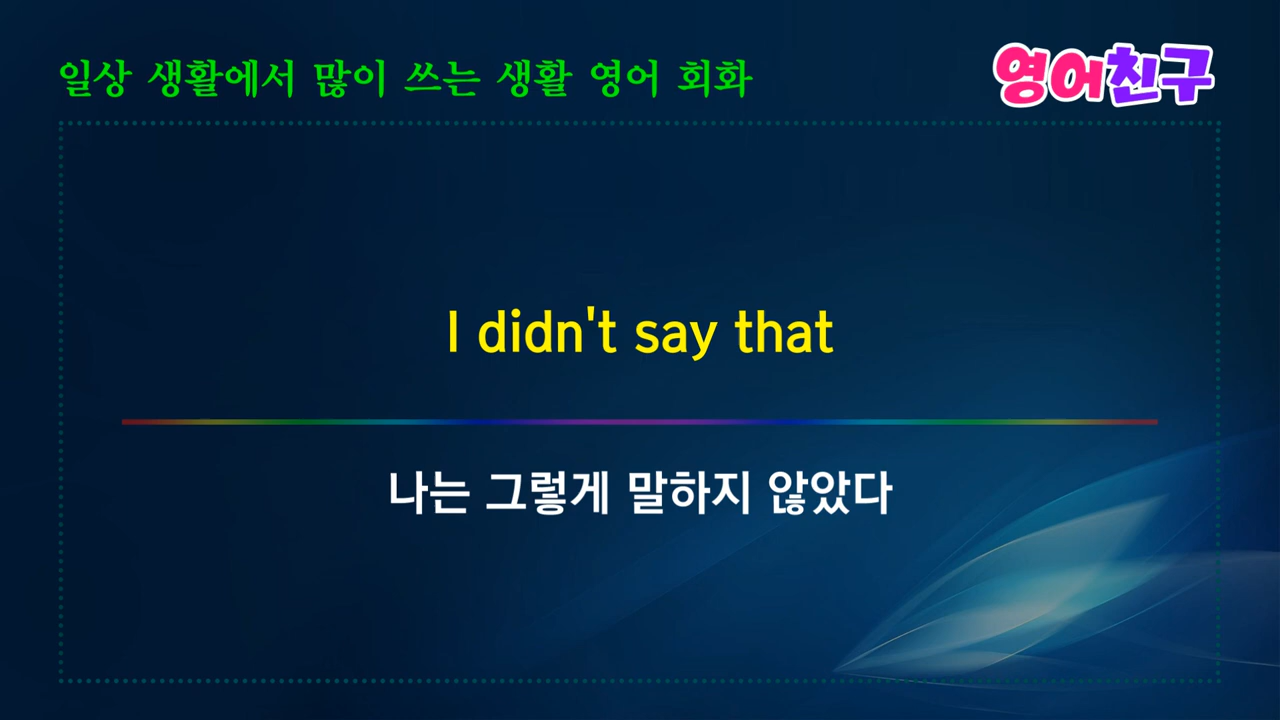 일상 생활에서 많이 쓰는 생활 영어 회화
영어친구
I didn't say that
나는 그렇게 말하지 않았다